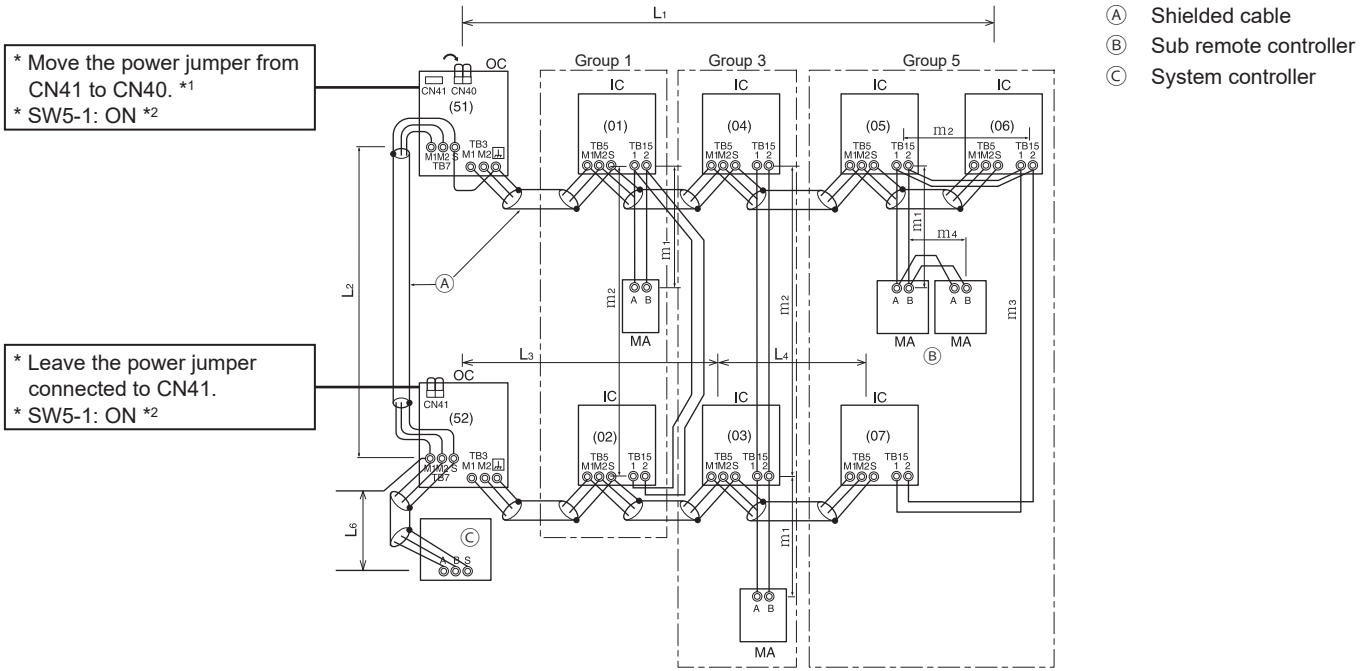 L1
* Move the power jumper from
CN41 to CN40. *1
* SW5-1: ON *2
OC
CN41 CN40
(51)
TB3
M1 M2
M1M2 S
TB7
Group 1
IC
(01)
TB5
M1M2S
TB15
1 2
Group 3
IC
(04)
TB5
M1M2S
TB15
1 2
Group 5
IC
(05)
TB5
M1M2S
TB15
1 2
m2
IC
(06)
TB5
M1M2S
TB15
1 2
Ⓐ Shielded cable
Ⓑ Sub remote controller
Ⓒ System controller
L2
Ⓐ
m2
m1
A B
MA
m2
m1
m4
A B
MA
A B
MA
Ⓑ
m3
* Leave the power jumper
connected to CN41.
* SW5-1: ON *2
L3
L4
OC
CN41
(52)
TB3
M1 M2
M1M2 S
TB7
IC
(02)
TB5
M1M2S
TB15
1 2
IC
(03)
TB5
M1M2S
TB15
1 2
IC
(07)
TB5
M1M2S
TB15
1 2
L6
Ⓒ
A B S
m1
A B
MA